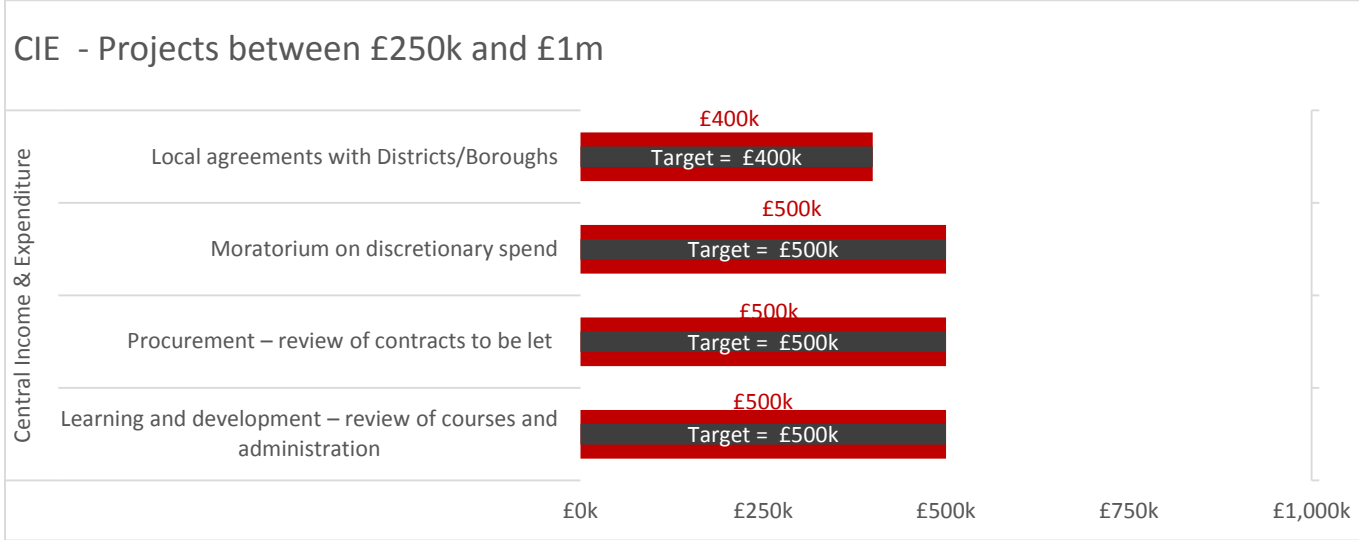 CIE - Projects between £250k and £1m
Central Income & Expenditure
Local agreements with Districts/Boroughs
£400k
Target = £400k
Moratorium on discretionary spend
£500k
Target = £500k
Procurement – review of contracts to be let
£500k
Target = £500k
Learning and development – review of courses and
administration
£500k
Target = £500k
£0k £250k £500k £750k £1,000k